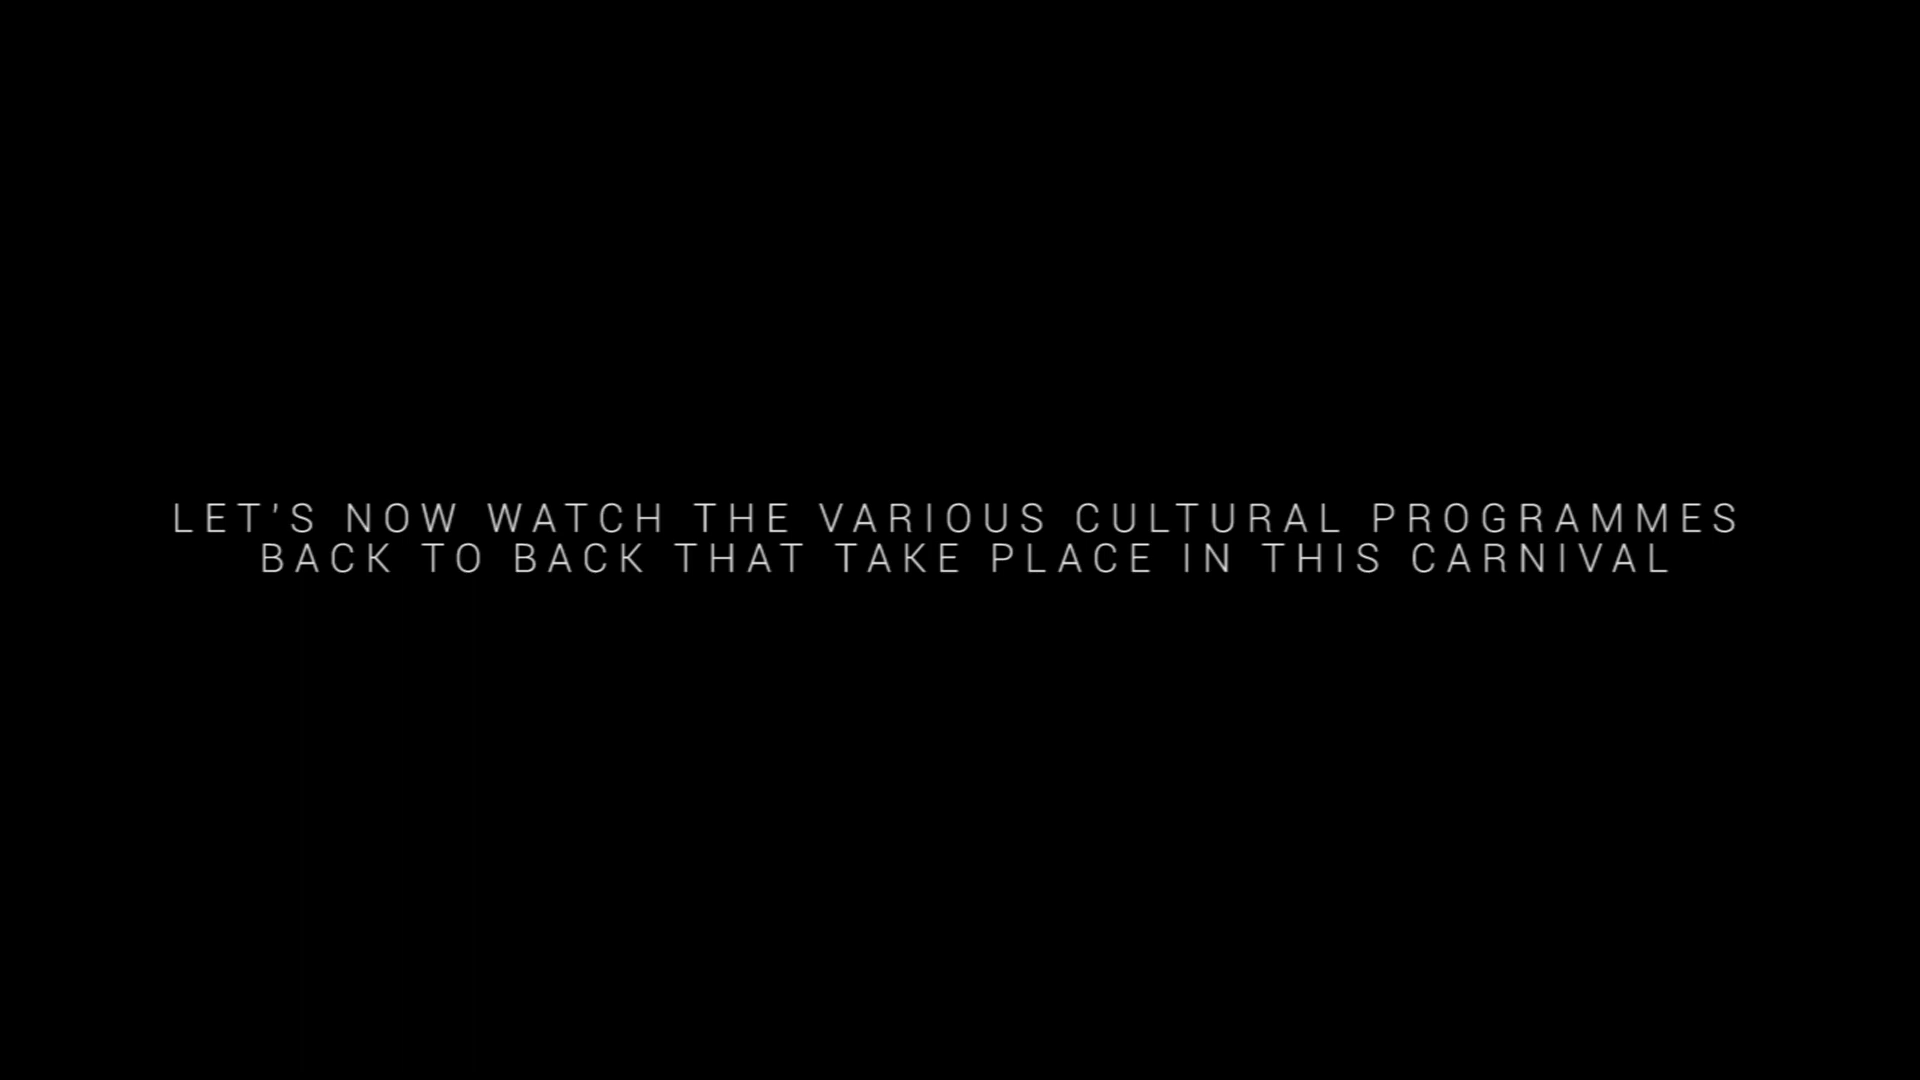 LET'S NOW WATCH THE VARIOUS CULTURAL PROGRAMMES
BACK TO BACK THAT TAKE PLACE IN THIS CARNIVAL